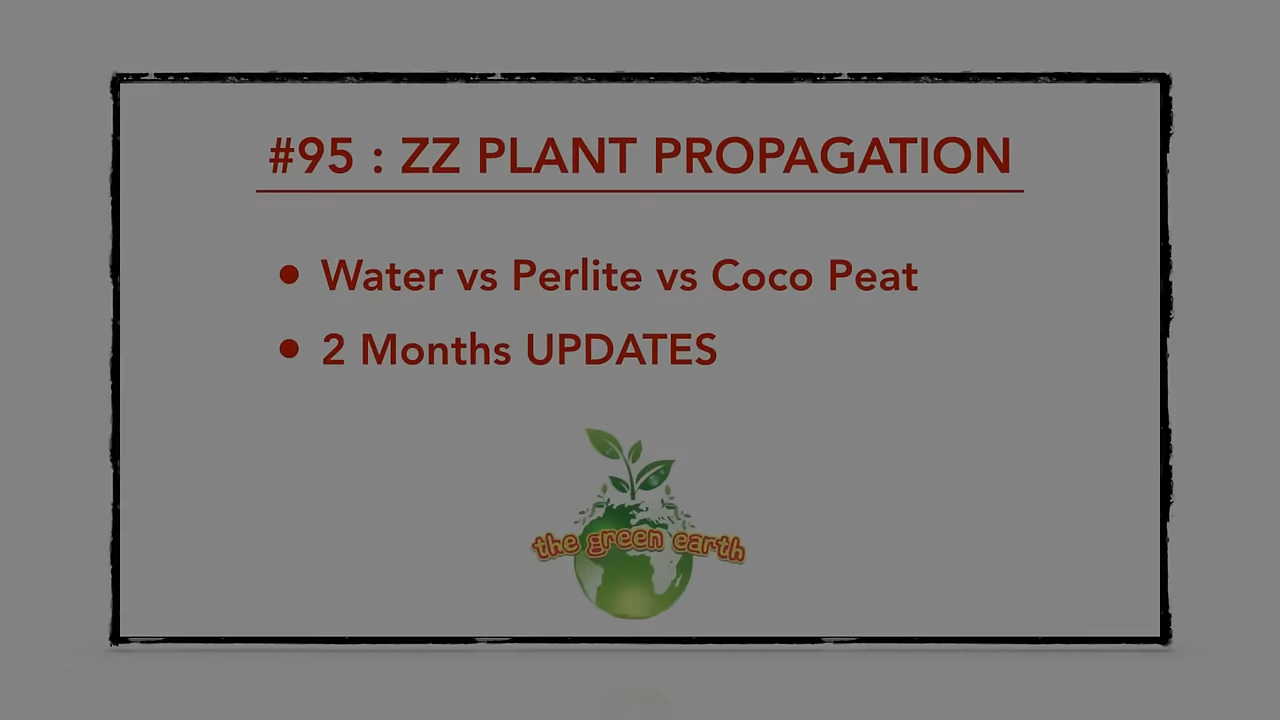 #95 : ZZ PLANT PROPAGATION
• Water vs Perlite vs Coco Peat
• 2 Months UPDATES
the green earth